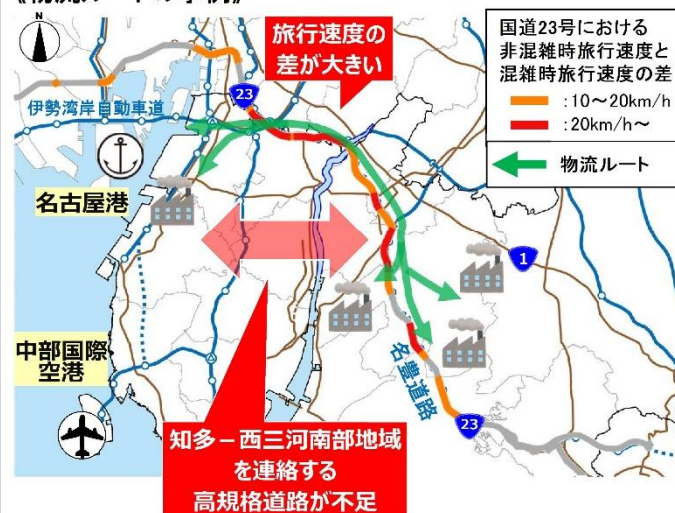 旅行速度の
差が大きい
国道23号における
非混雑時旅行速度と
混雑時旅行速度の差
:10～20km/h
:20km/h～
物流ルート
N
23
伊勢湾岸自動車道
名古屋港
1
中部国際
空港
名豊道路
23
知多－西三河南部地域
を連絡する
高規格道路が不足